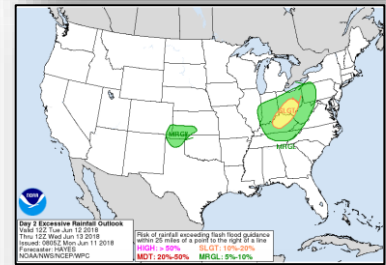 SLGT
MRGL
MRGL
NOAA
Day 2 Excessive Rainfall Outlook
Valid 12Z Tue Jun 12 2018
Thru 12Z Wed Jun 13 2018
Issued: 0805Z Mon Jun 11 2018
Forecaster: HAYES
NOAA/NWS/NCEP/WPC
Risk of rainfall exceeding flash flood guidance
within 25 miles of a point to the right of a line
HIGH: > 50% SLGT: 10%-20%
MDT: 20%-50% MRGL: 5%-10%